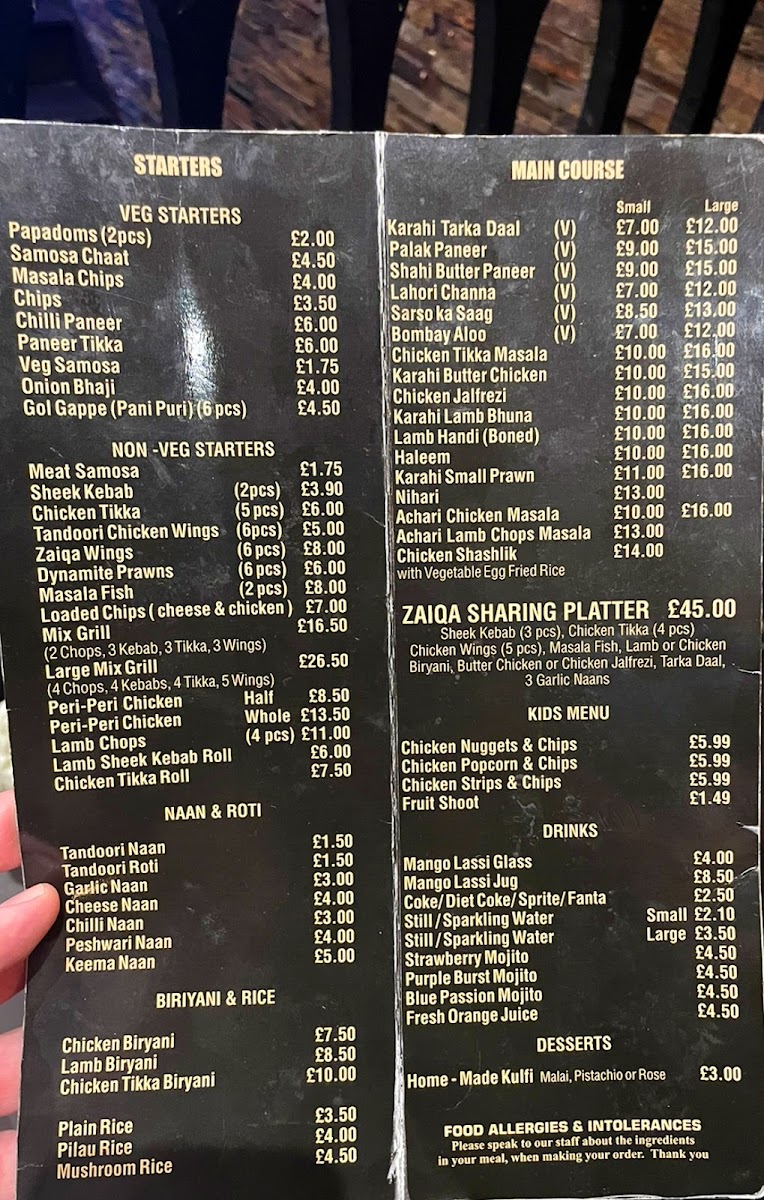 STARTERS
VEG STARTERS
Papadoms (2pcs) £2.00
Samosa Chaat £4.50
Masala Chips £4.00
Chips £3.50
Chilli Paneer £6.00
Paneer Tikka £6.00
Veg Samosa £1.75
Onion Bhaji £4.00
Gol Gappe (Pani Puri) (6 pcs) £4.50
NON -VEG STARTERS
Meat Samosa £1.75
Sheek Kebab (2pcs) £3.90
Chicken Tikka (5 pcs) £6.00
Tandoori Chicken Wings (6pcs) £5.00
Zaiqa Wings (6 pcs) £8.00
Dynamite Prawns (6 pcs) £6.00
Masala Fish (2 pcs) £8.00
Loaded Chips ( cheese & chicken ) £7.00
Mix Grill £16.50
(2 Chops, 3 Kebab, 3 Tikka, 3 Wings)
Large Mix Grill £26.50
(4 Chops, 4 Kebabs, 4 Tikka, 5 Wings)
Peri-Peri Chicken Half £8.50
Peri-Peri Chicken Whole £13.50
Lamb Chops (4 pcs) £11.00
Lamb Sheek Kebab Roll £6.00
Chicken Tikka Roll £7.50
NAAN & ROTI
Tandoori Naan £1.50
Tandoori Roti £1.50
Garlic Naan £3.00
Cheese Naan £4.00
Chilli Naan £3.00
Peshwari Naan £4.00
Keema Naan £5.00
BIRIYANI & RICE
Chicken Biryani £7.50
Lamb Biryani £8.50
Chicken Tikka Biryani £10.00
Plain Rice £3.50
Pilau Rice £4.00
Mushroom Rice £4.50
MAIN COURSE
Small Large
Karahi Tarka Daal (V) £7.00 £12.00
Palak Paneer (V) £9.00 £15.00
Shahi Butter Paneer (V) £9.00 £15.00
Lahori Channa (V) £7.00 £12.00
Sarso ka Saag (V) £8.50 £13.00
Bombay Aloo (V) £7.00 £12.00
Chicken Tikka Masala £10.00 £16.00
Karahi Butter Chicken £10.00 £15.00
Chicken Jalfrezi £10.00 £16.00
Karahi Lamb Bhuna £10.00 £16.00
Lamb Handi (Boned) £10.00 £16.00
Haleem £10.00 £16.00
Karahi Small Prawn £11.00 £16.00
Nihari £13.00
Achari Chicken Masala £10.00 £16.00
Achari Lamb Chops Masala £13.00
Chicken Shashlik £14.00
with Vegetable Egg Fried Rice
ZAIQA SHARING PLATTER £45.00
Sheek Kebab (3 pcs), Chicken Tikka (4 pcs)
Chicken Wings (5 pcs), Masala Fish, Lamb or Chicken
Biryani, Butter Chicken or Chicken Jalfrezi, Tarka Daal,
3 Garlic Naans
KIDS MENU
Chicken Nuggets & Chips £5.99
Chicken Popcorn & Chips £5.99
Chicken Strips & Chips £5.99
Fruit Shoot £1.49
DRINKS
Mango Lassi Glass £4.00
Mango Lassi Jug £8.50
Coke/ Diet Coke/ Sprite/ Fanta £2.50
Still / Sparkling Water Small £2.10
Still / Sparkling Water Large £3.50
Strawberry Mojito £4.50
Purple Burst Mojito £4.50
Blue Passion Mojito £4.50
Fresh Orange Juice £4.50
DESSERTS
Home - Made Kulfi Malai, Pistachio or Rose £3.00
FOOD ALLERGIES & INTOLERANCES
Please speak to our staff about the ingredients
in your meal, when making your order. Thank you